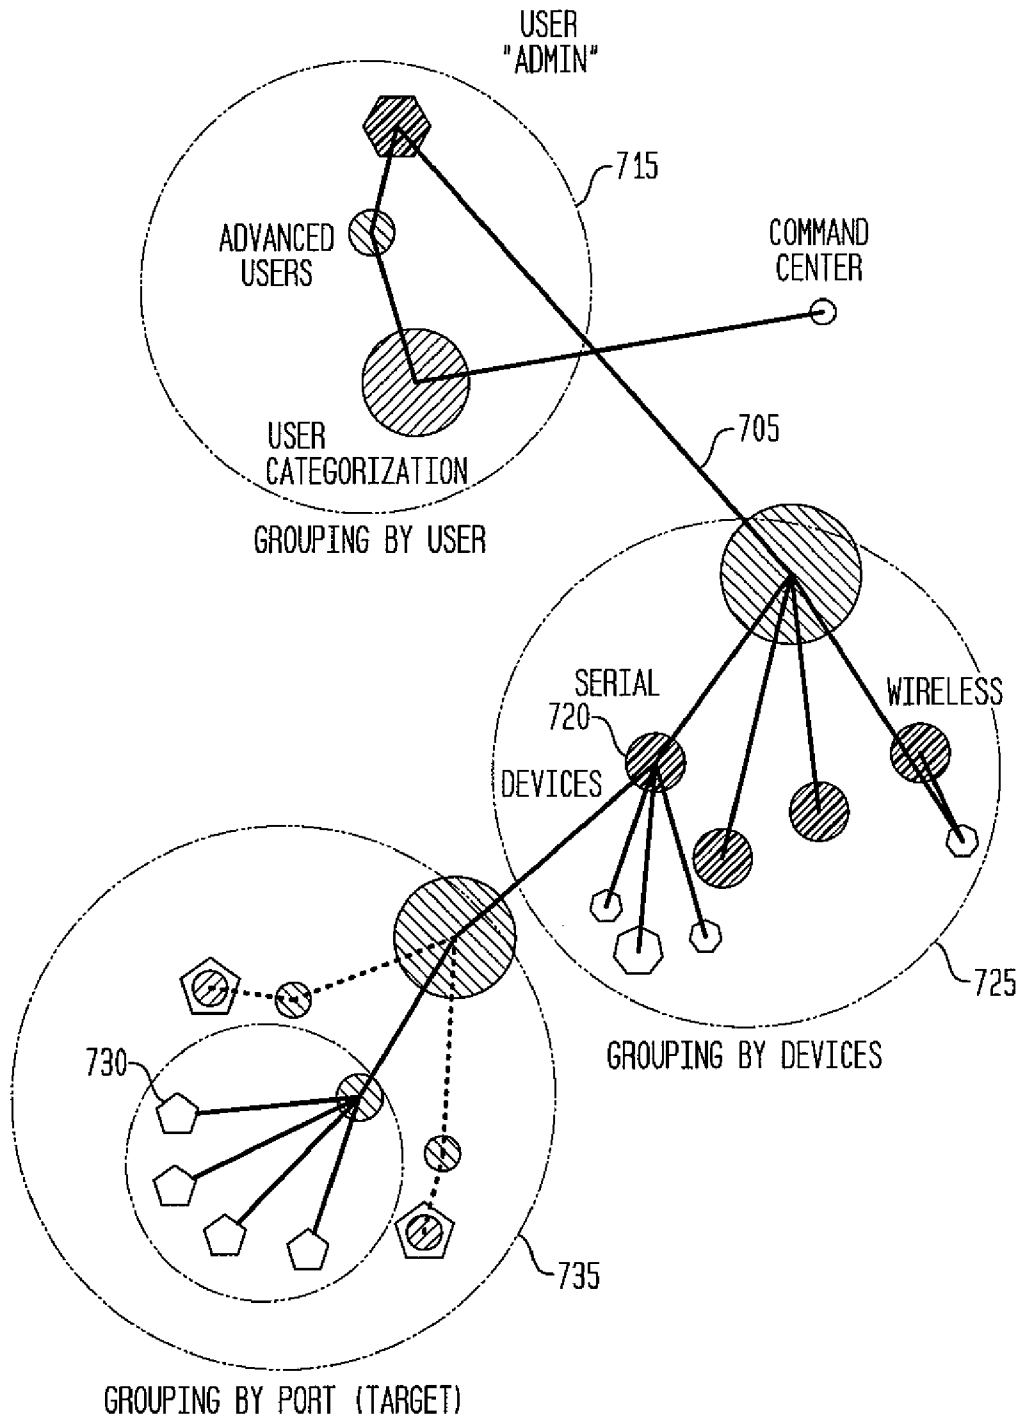 USER
"ADMIN"
715
ADVANCED
USERS
COMMAND
CENTER
705
USER
CATEGORIZATION
GROUPING BY USER
SERIAL
WIRELESS
720
DEVICES
725
GROUPING BY DEVICES
730
735
GROUPING BY PORT (TARGET)